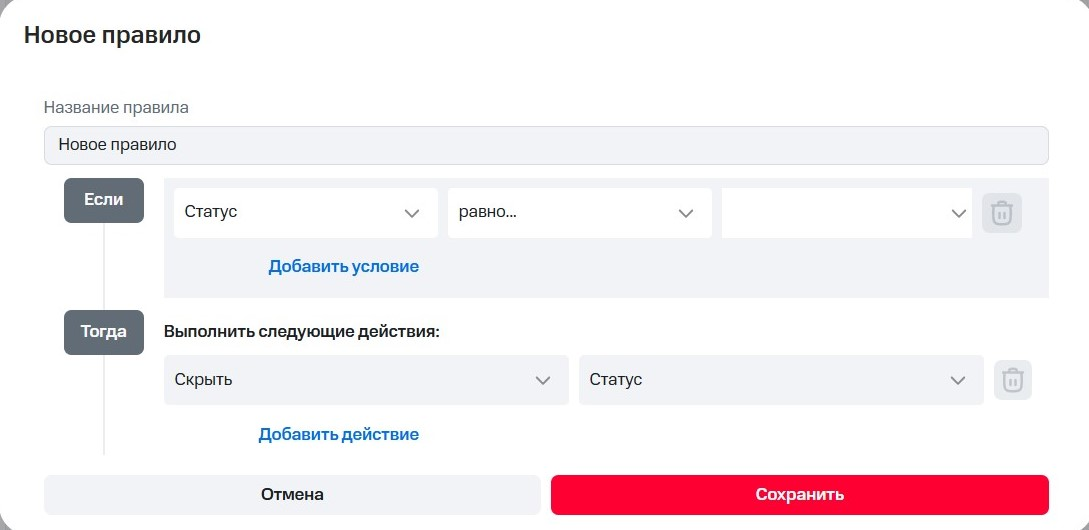 Новое правило
Название правила
Новое правило
Если
Статус
равно...
Добавить условие
Тогда
Выполнить следующие действия:
Скрыть
Статус
Добавить действие
Отмена
Сохранить